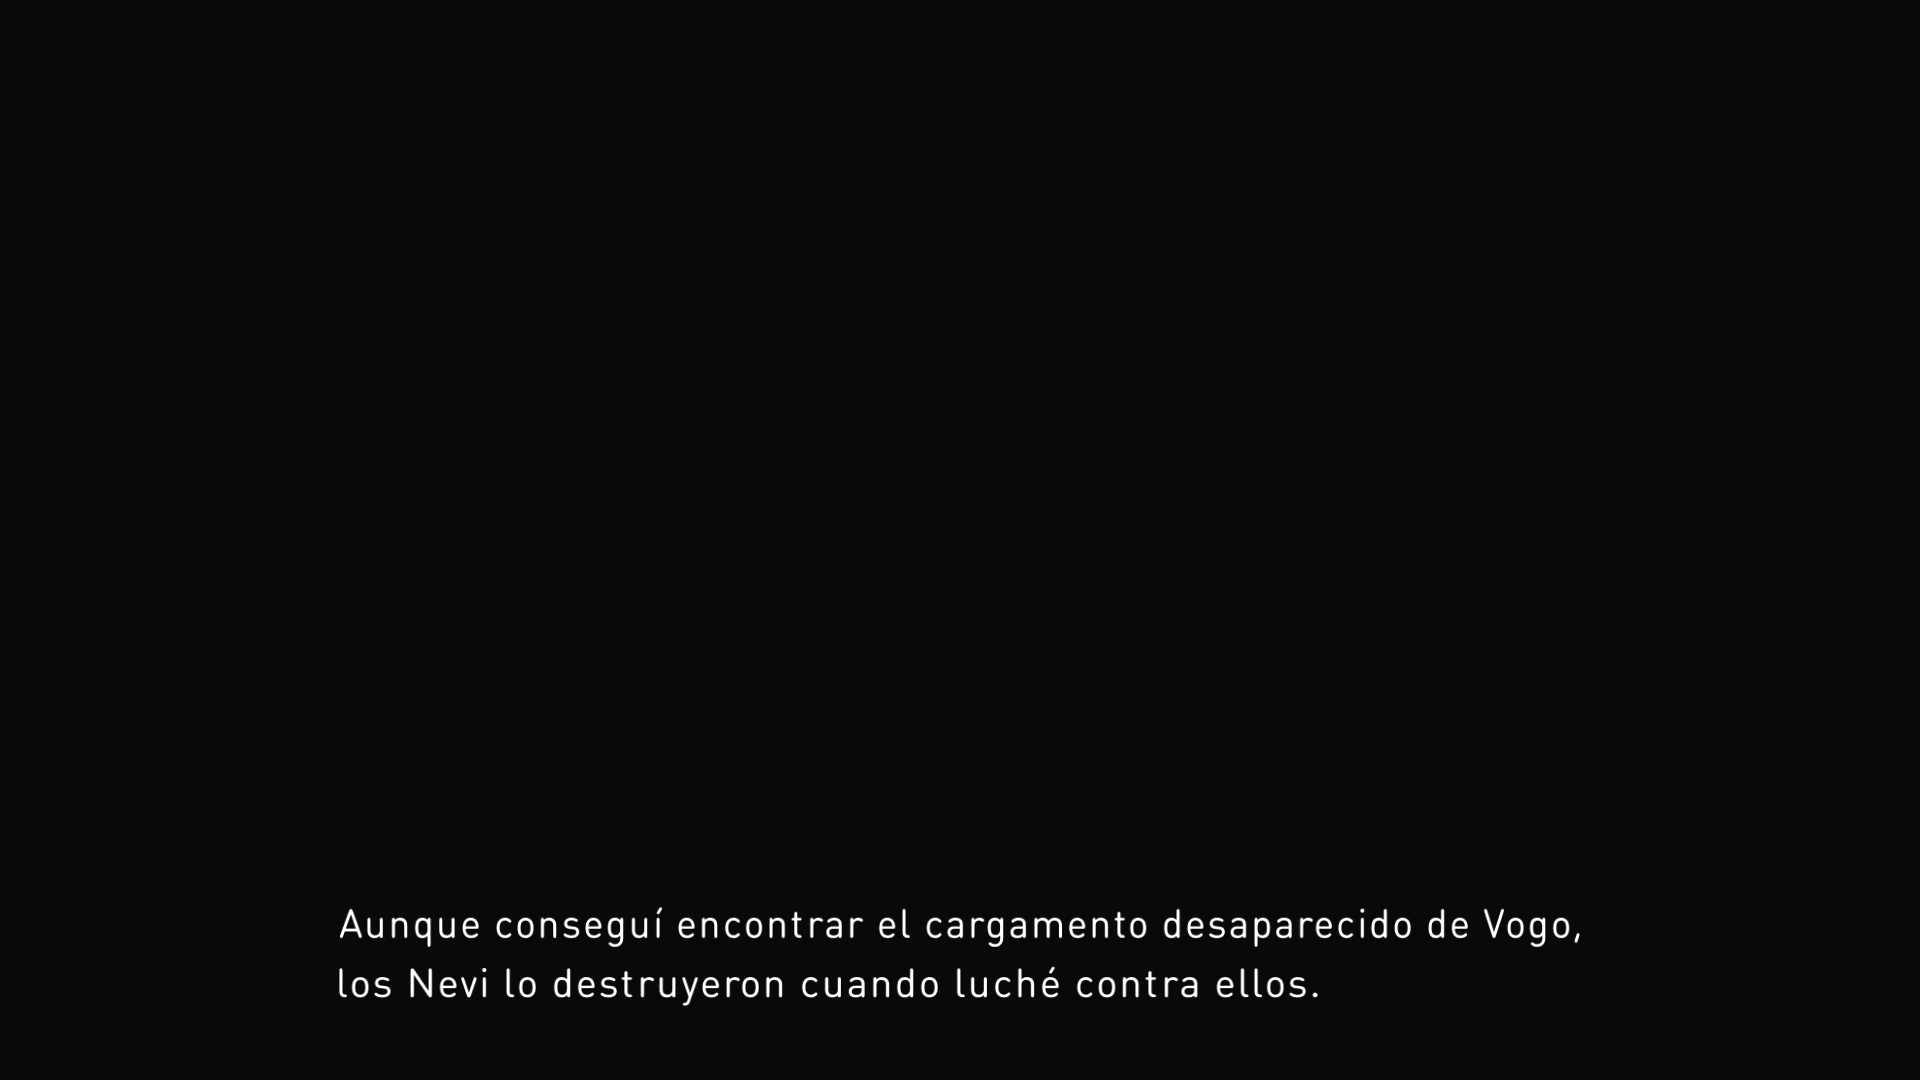 Aunque conseguí encontrar el cargamento desaparecido de Vogo,
los Nevi lo destruyeron cuando luché contra ellos.